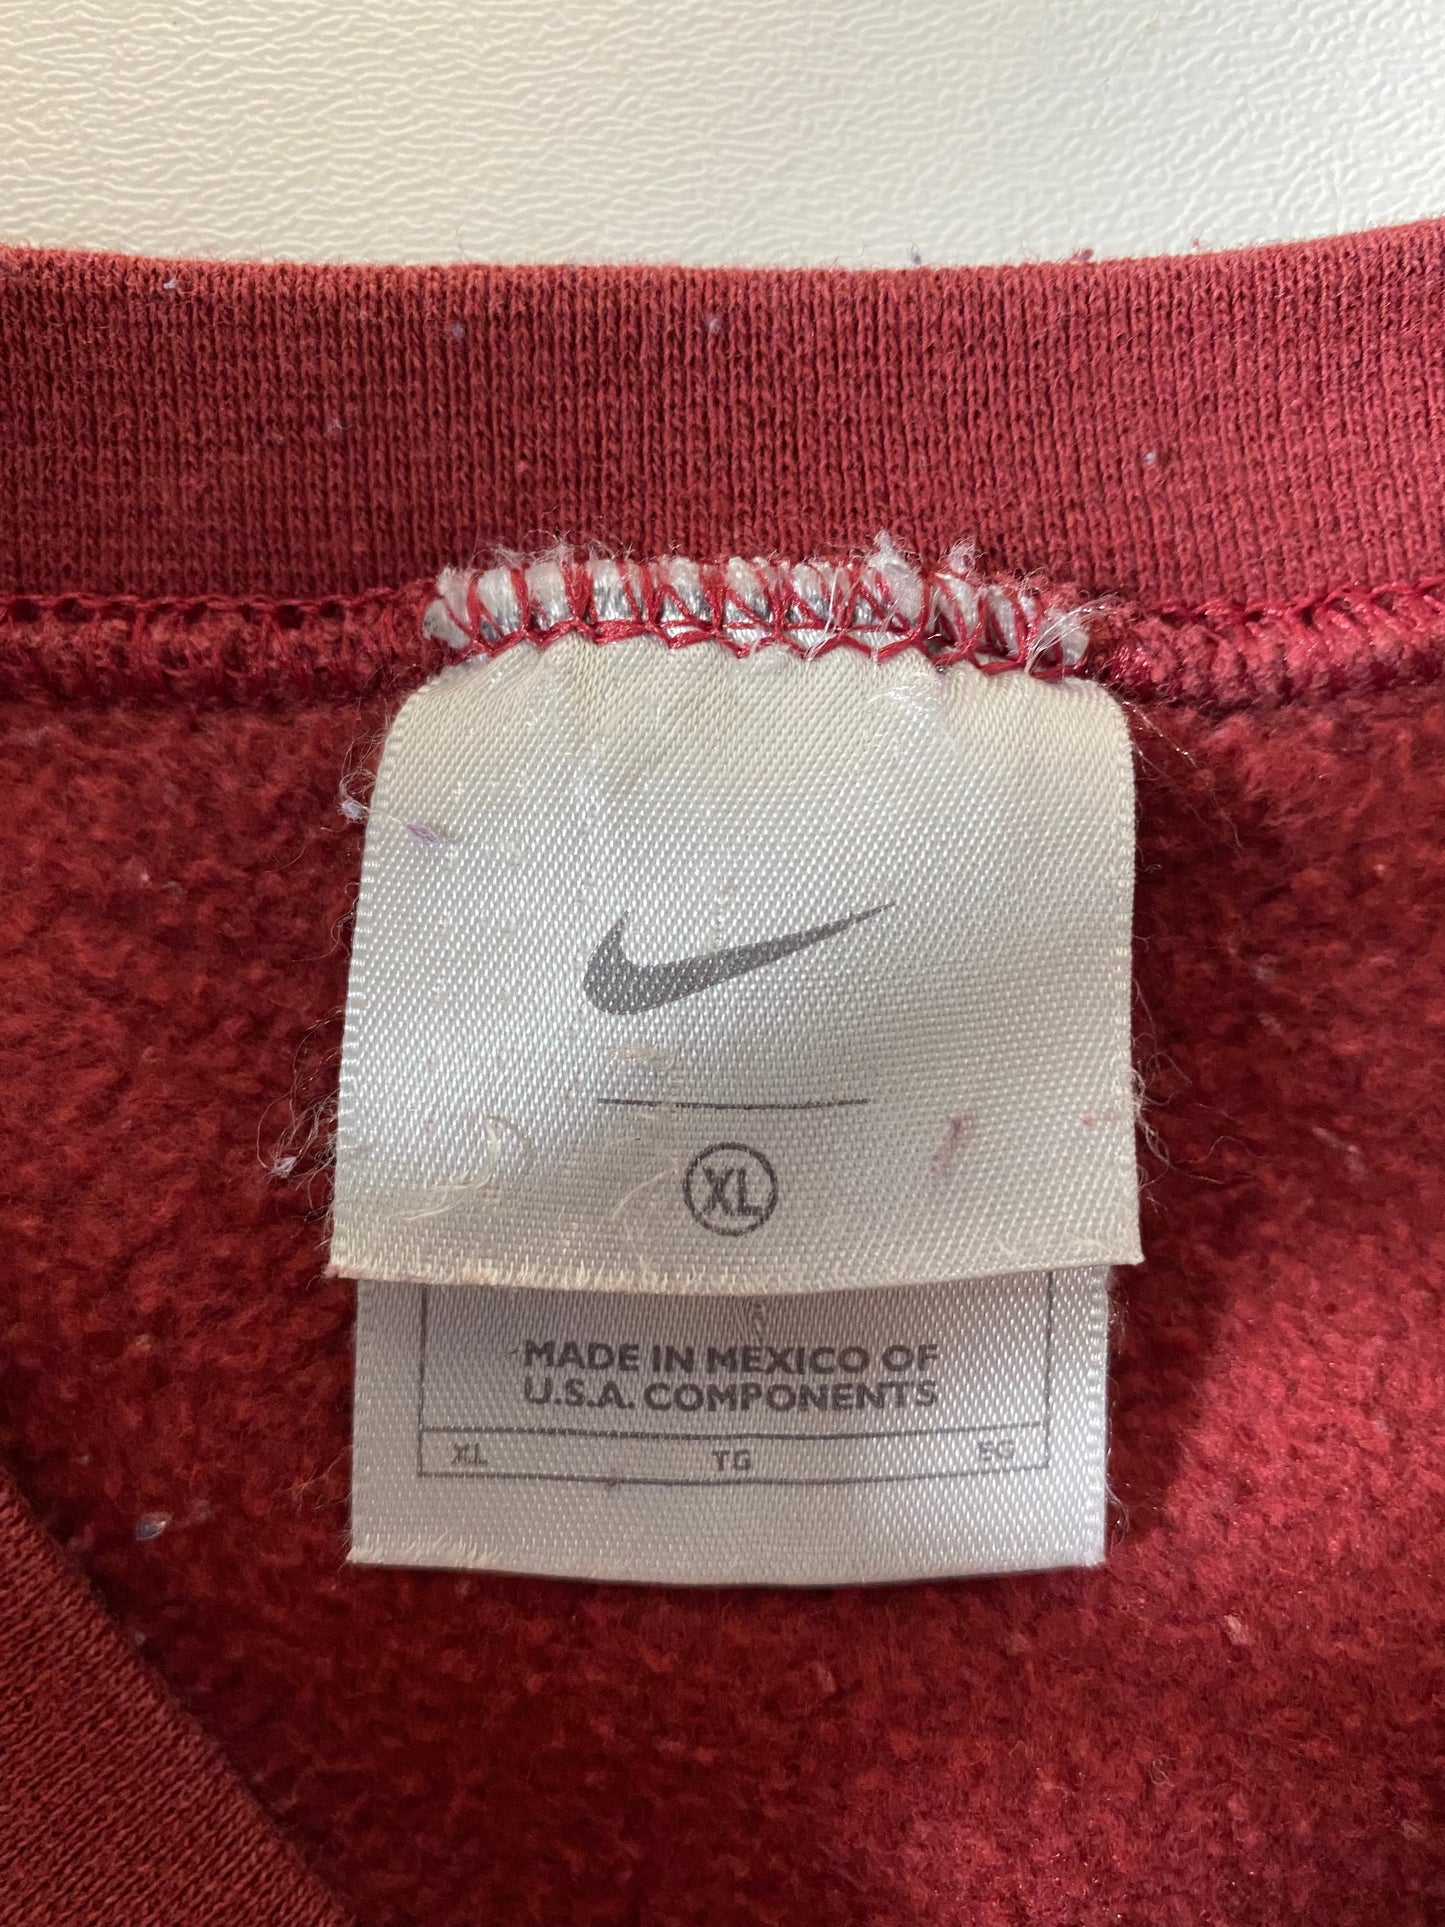 XL
MADE IN MEXICO OF
U.S.A. COMPONENTS
XL TG EG